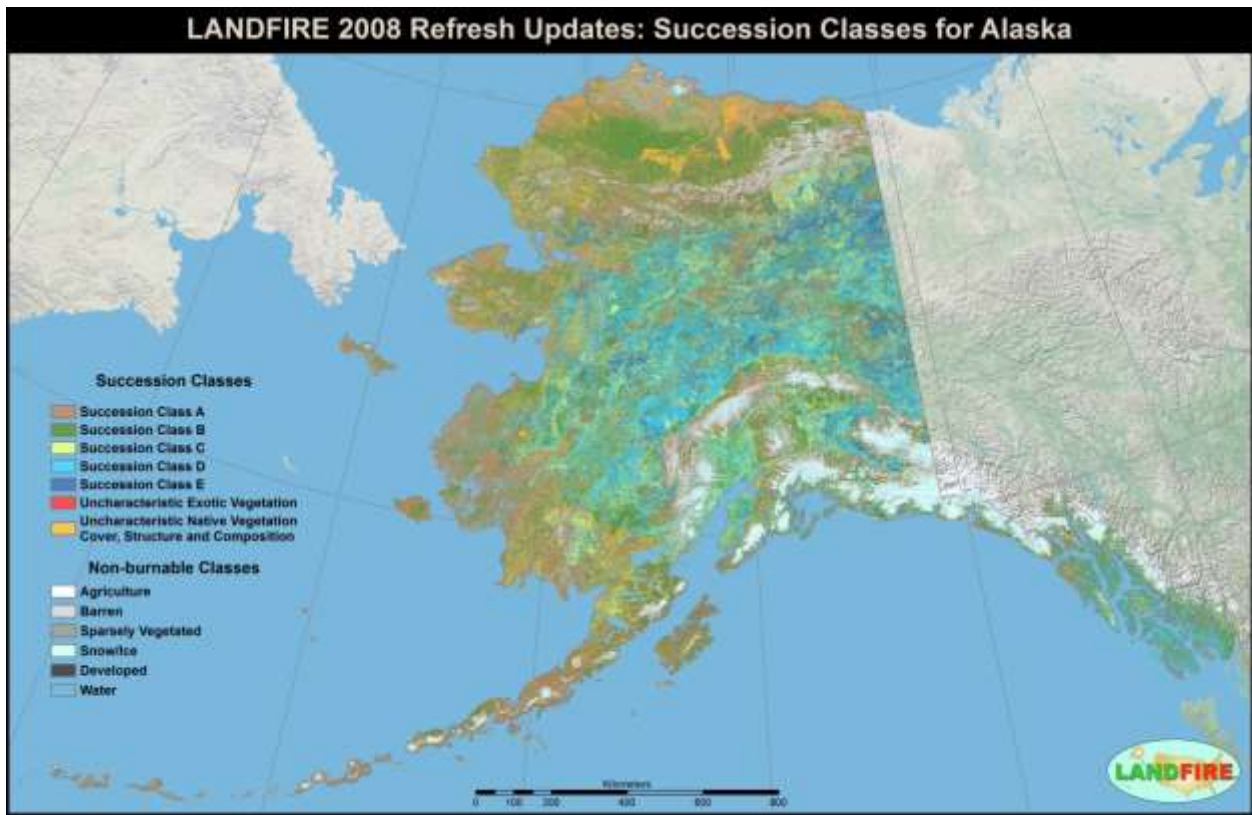 LANDFIRE 2008 Refresh Updates: Succession Classes for Alaska
Succession Classes
Succession Class A
Succession Class B
Succession Class C
Succession Class D
Succession Class E
Uncharacteristic Exotic Vegetation
Uncharacteristic Native Vegetation
Cover, Structure and Composition
Non-burnable Classes
Agriculture
Barren
Sparsely Vegetated
Snow/Ice
Developed
Water
Kilometers
0 100 200 400 600 800
LANDFIRE